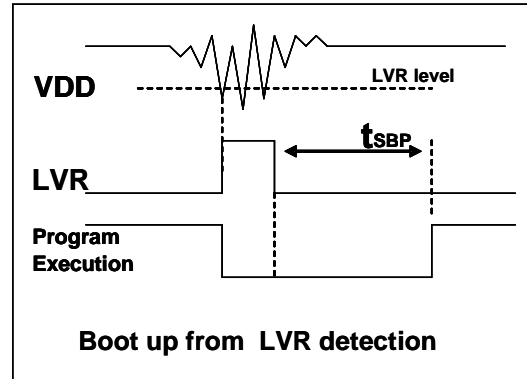 LVR level
VDD
tSBP
LVR
Program
Execution
Boot up from LVR detection